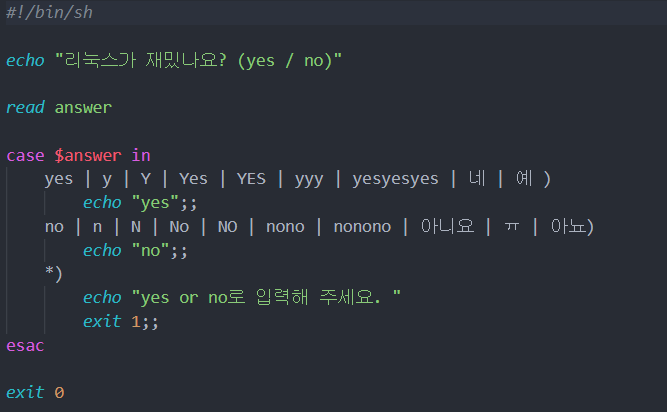 #!/bin/sh
echo "리눅스가 재밌나요? (yes / no)"
read answer
case $answer in
yes | y | Y | Yes | YES | yyy | yesyesyes | 네 | 예 )
echo "yes";;
no | n | N | No | NO | nono | nonono | 아니요 | ㅠ | 아뇨)
echo "no";;
*)
echo "yes or no로 입력해 주세요. "
exit 1;;
esac
exit 0